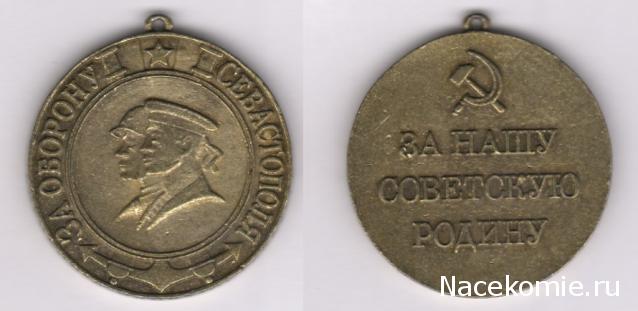 ЗА ОБОРОНУ СЕВАСТОПОЛЯ
ЗА НАШУ
СОВЕТСКУЮ
РОДИНУ
Nacekomie.ru